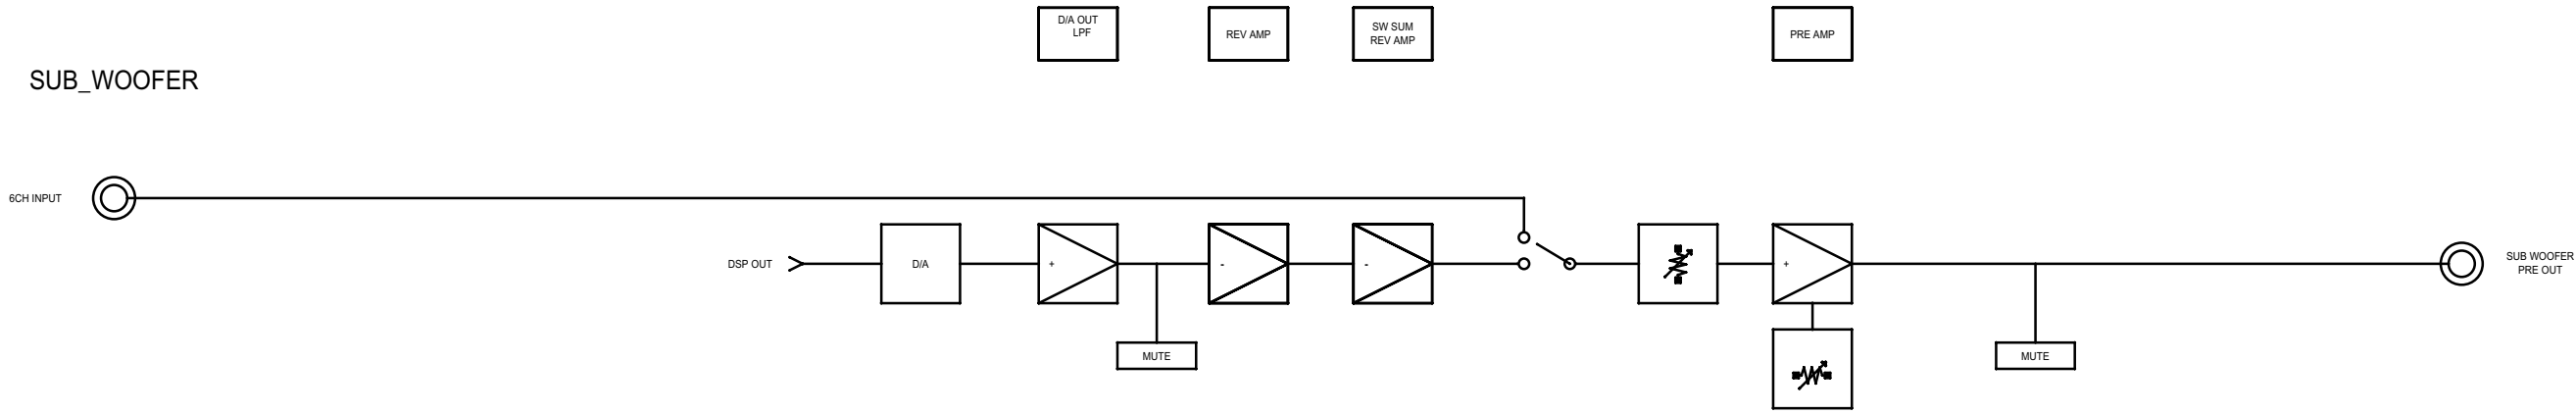 D/A OUT
LPF
REV AMP
SW SUM
REV AMP
PRE AMP
SUB_WOOFER
6CH INPUT
DSP OUT
D/A
+
-
-
+
SUB WOOFER
PRE OUT
MUTE
MUTE